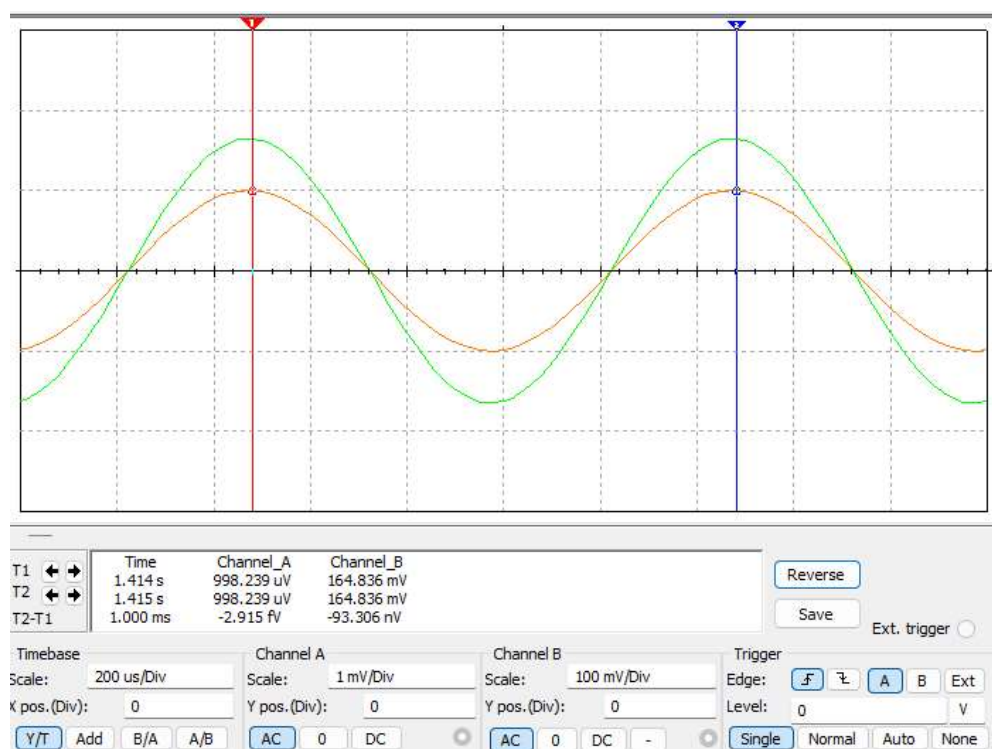 1 2
Time Channel_A Channel_B
T1 1.414 s 998.239 uV 164.836 mV
T2 1.415 s 998.239 uV 164.836 mV
T2-T1 1.000 ms -2.915 fV -93.306 nV
Reverse
Save
Ext. trigger
Timebase Channel A Channel B Trigger
Scale: 200 us/Div Scale: 1 mV/Div Scale: 100 mV/Div Edge: A B Ext
X pos.(Div): 0 Y pos.(Div): 0 Y pos.(Div): 0 Level: 0 V
Y/T Add B/A A/B AC 0 DC AC 0 DC - Single Normal Auto None